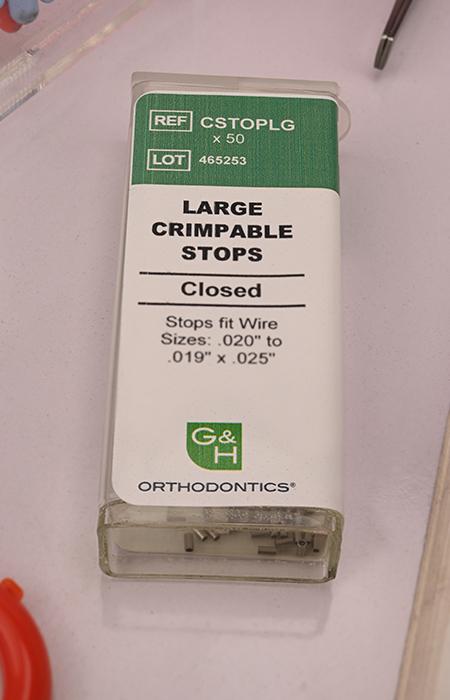 REF CSTOPLG
x 50
LOT 465253
LARGE
CRIMPABLE
STOPS
Closed
Stops fit Wire
Sizes: .020" to
.019" x .025"
G&
H
ORTHODONTICS®